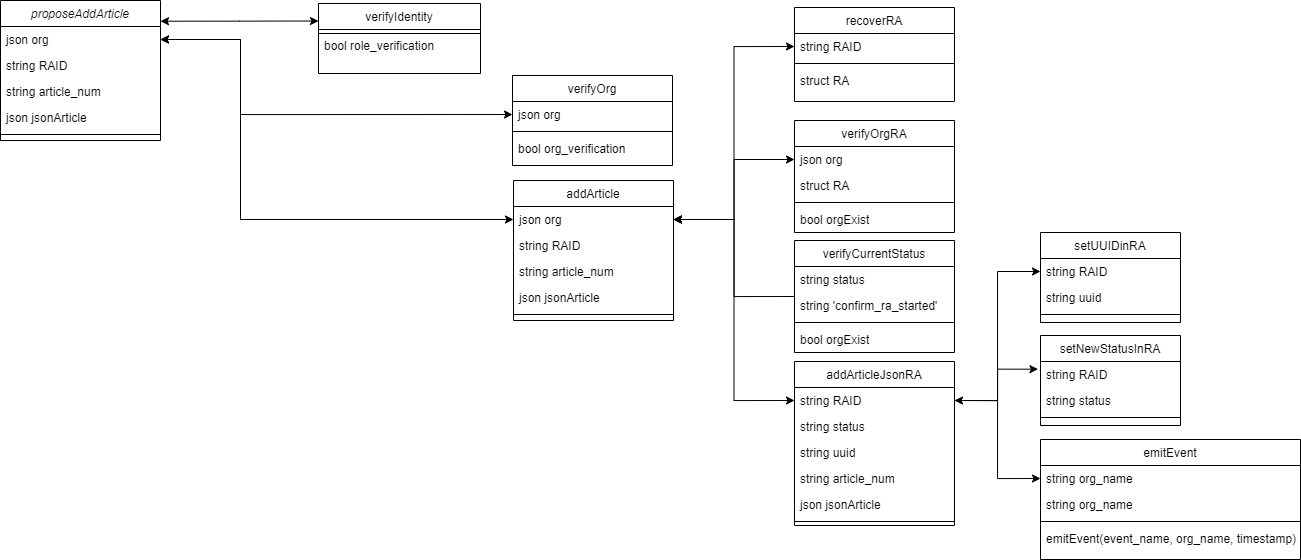 proposeAddArticle
json org
string RAID
string article_num
json jsonArticle
verifyIdentity
bool role_verification
verifyOrg
json org
bool org_verification
addArticle
json org
string RAID
string article_num
json jsonArticle
recoverRA
string RAID
struct RA
verifyOrgRA
json org
struct RA
bool orgExist
verifyCurrentStatus
string status
string 'confirm_ra_started'
bool orgExist
addArticleJsonRA
string RAID
string status
string uuid
string article_num
json jsonArticle
setUUIDinRA
string RAID
string uuid
setNewStatusInRA
string RAID
string status
emitEvent
string org_name
string org_name
emitEvent(event_name, org_name, timestamp)